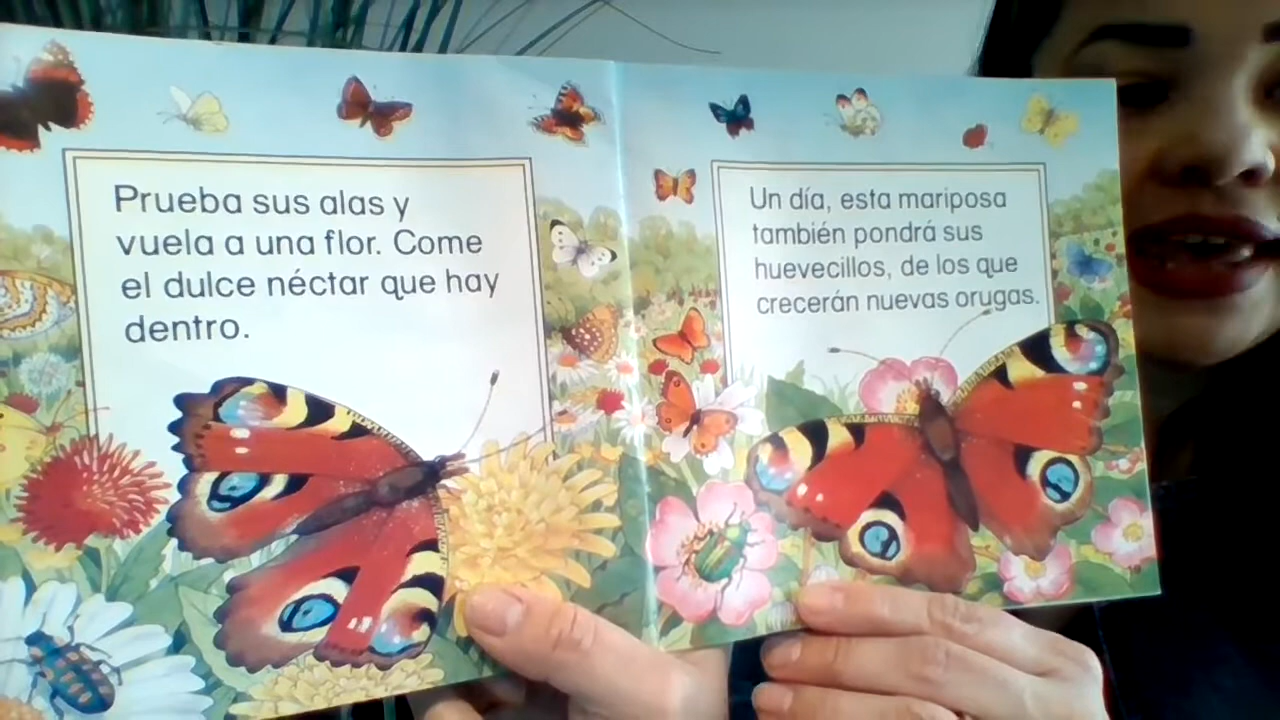 Prueba sus alas y
vuela a una flor. Come
el dulce néctar que hay
dentro.
Un día, esta mariposa
también pondrá sus
huevecillos, de los que
crecerán nuevas orugas.